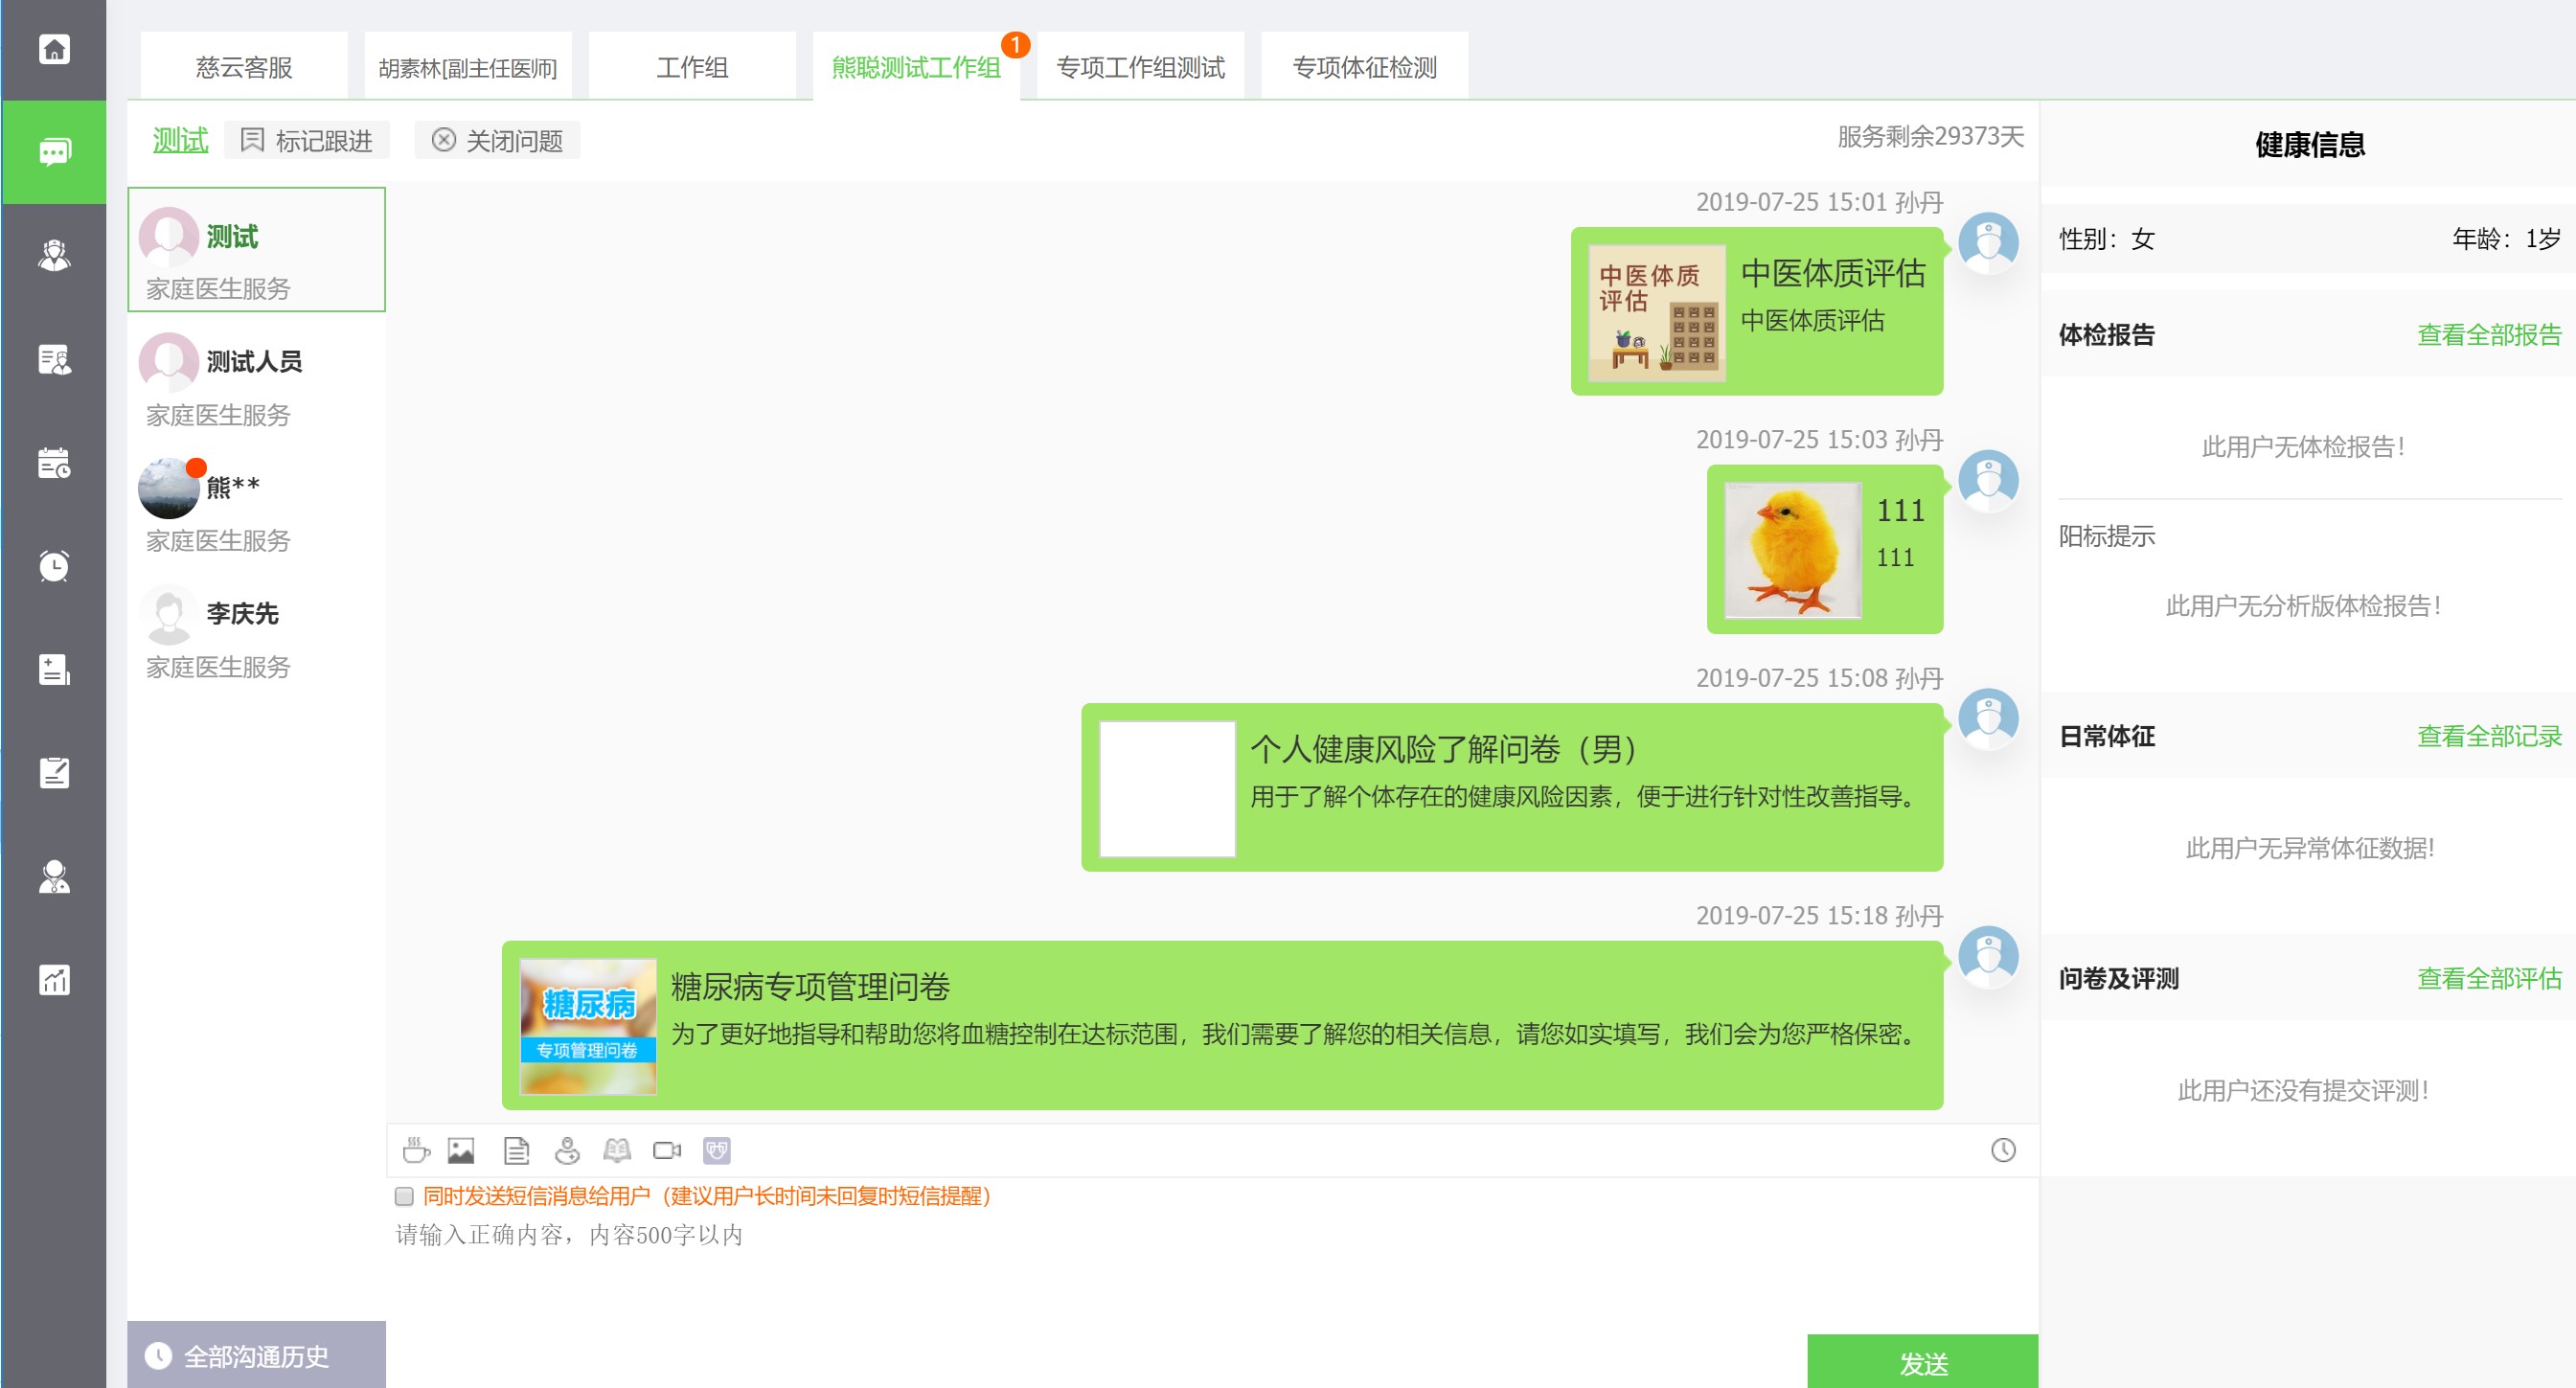 慈云客服
胡素林[副主任医师]
工作组
熊聪测试工作组
1
专项工作组测试
专项体征检测
测试
标记跟进
关闭问题
服务剩余29373天
测试
家庭医生服务
测试人员
家庭医生服务
熊**
家庭医生服务
李庆先
家庭医生服务
全部沟通历史
2019-07-25 15:01 孙丹
中医体质
评估
中医体质评估
中医体质评估
2019-07-25 15:03 孙丹
111
111
2019-07-25 15:08 孙丹
个人健康风险了解问卷（男）
用于了解个体存在的健康风险因素，便于进行针对性改善指导。
2019-07-25 15:18 孙丹
糖尿病
专项管理问卷
糖尿病专项管理问卷
为了更好地指导和帮助您将血糖控制在达标范围，我们需要了解您的相关信息，请您如实填写，我们会为您严格保密。
同时发送短信消息给用户（建议用户长时间未回复时短信提醒）
请输入正确内容，内容500字以内
发送
健康信息
性别：女
年龄：1岁
体检报告
查看全部报告
此用户无体检报告！
阳标提示
此用户无分析版体检报告！
日常体征
查看全部记录
此用户无异常体征数据!
问卷及评测
查看全部评估
此用户还没有提交评测！